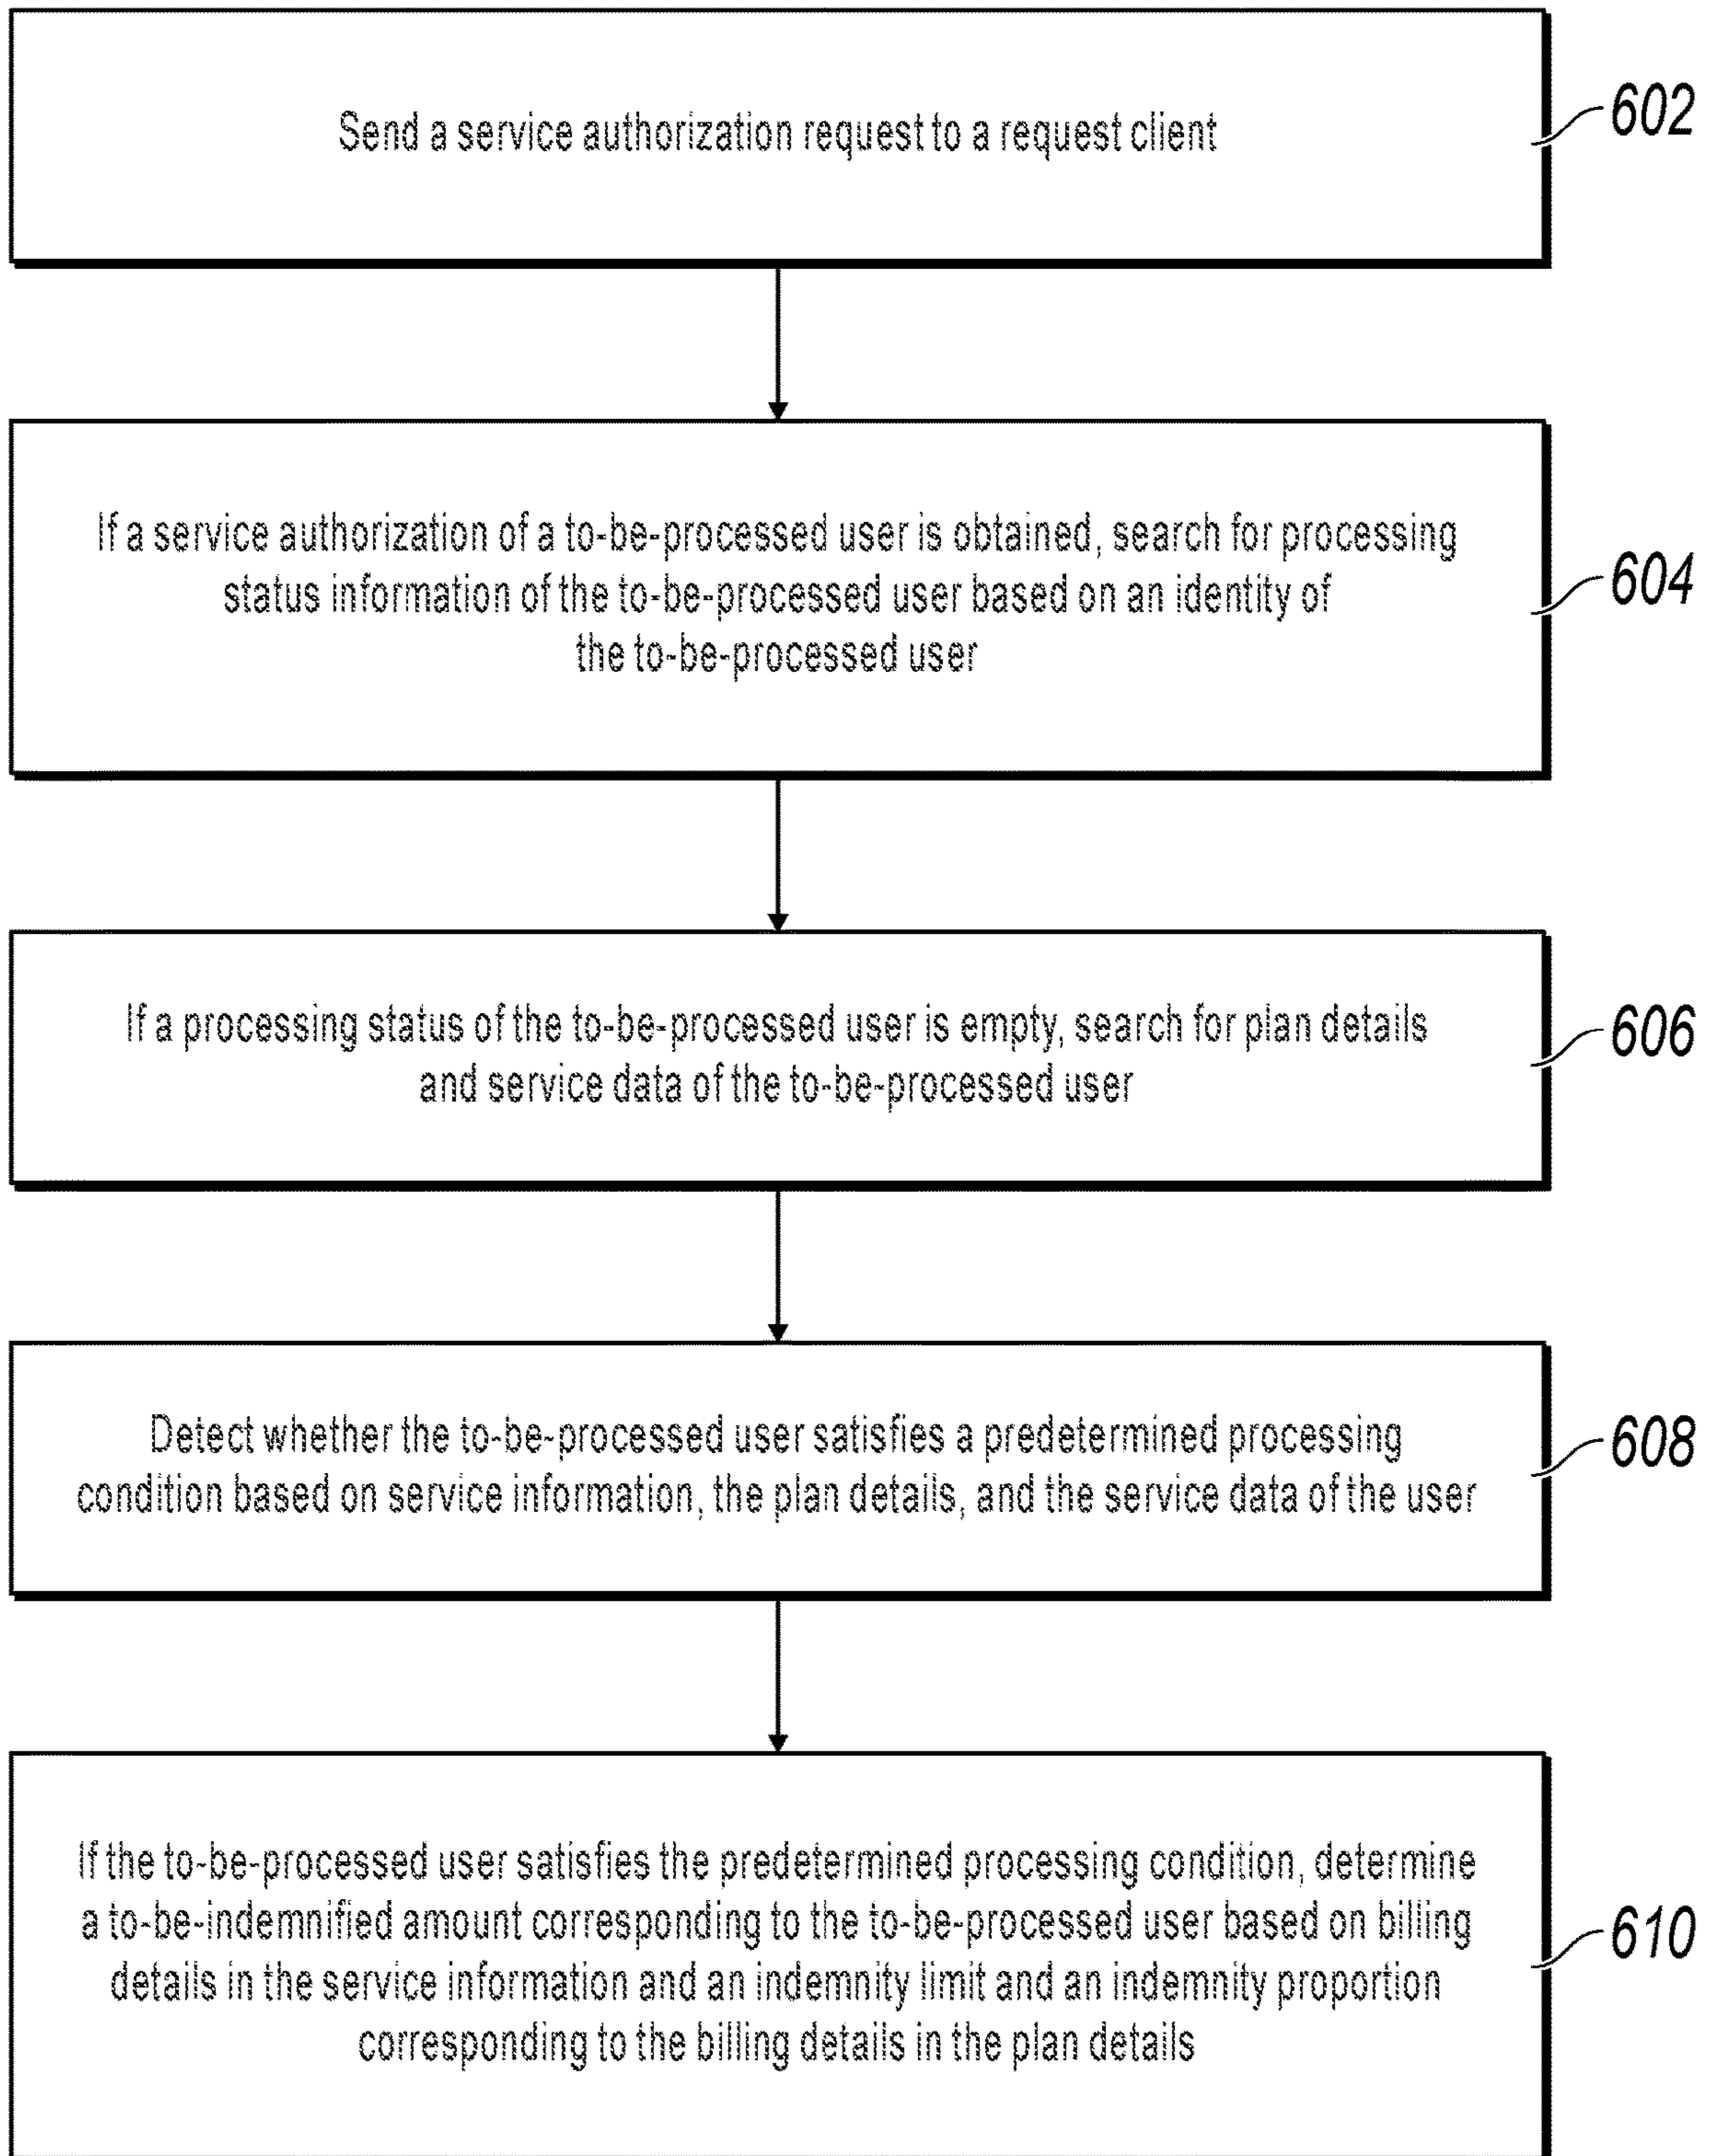 Send a service authorization request to a request client
602
If a service authorization of a to-be-processed user is obtained, search for processing
status information of the to-be-processed user based on an identity of
the to-be-processed user
604
If a processing status of the to-be-processed user is empty, search for plan details
and service data of the to-be-processed user
606
Detect whether the to-be-processed user satisfies a predetermined processing
condition based on service information, the plan details, and the service data of the user
608
If the to-be-processed user satisfies the predetermined processing condition, determine
a to-be-indemnified amount corresponding to the to-be-processed user based on billing
details in the service information and an indemnity limit and an indemnity proportion
corresponding to the billing details in the plan details
610